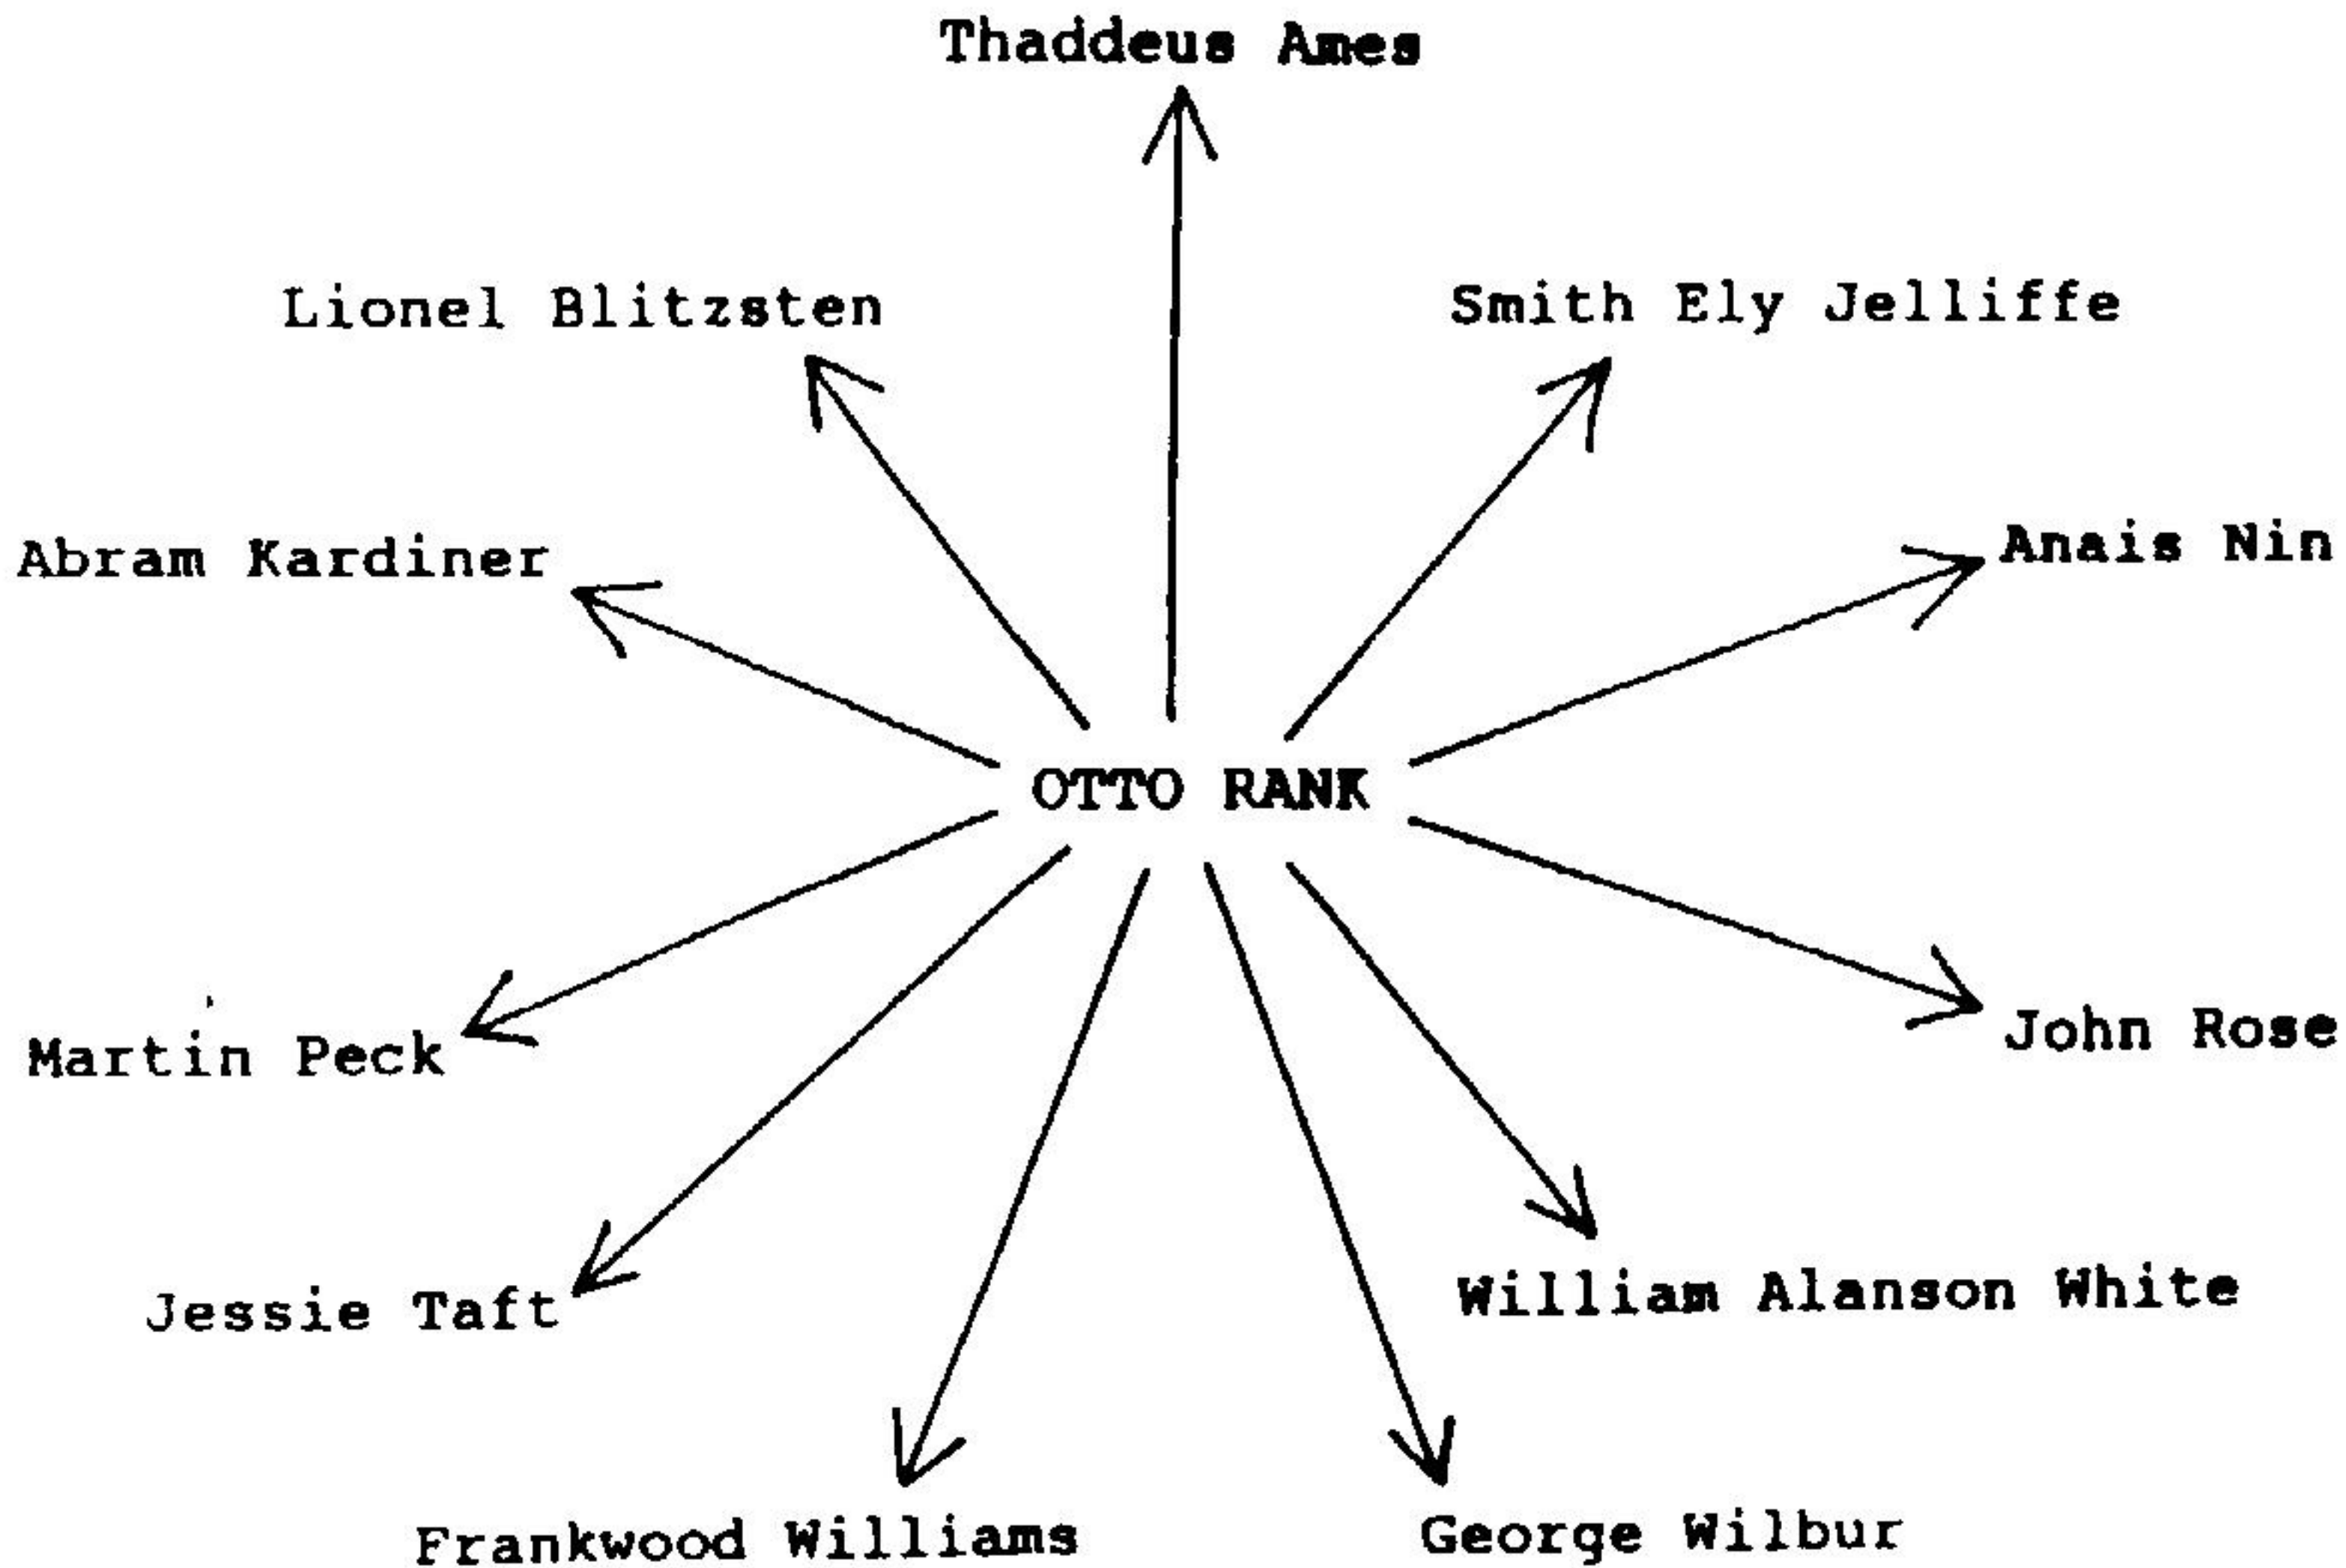 Thaddeus Ames
Lionel Blitzsten
Smith Ely Jelliffe
Abram Kardiner
Anais Nin
OTTO RANK
Martin Peck
John Rose
Jessie Taft
William Alanson White
Frankwood Williams
George Wilbur